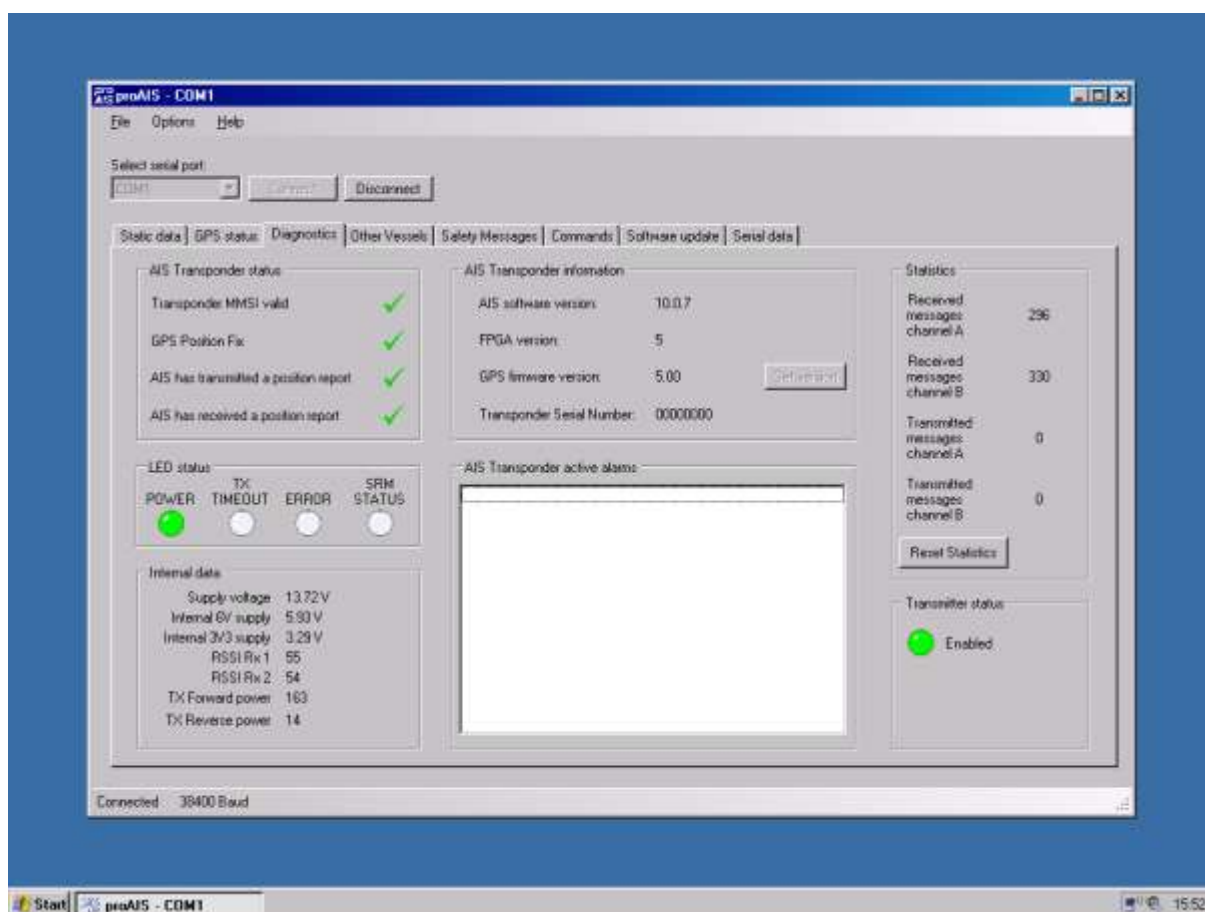 proAIS - COM1
File Options Help
Select serial port:
COM1 Connect Disconnect
Static data GPS status Diagnostics Other Vessels Safety Messages Commands Software update Serial data
AIS Transponder status
Transponder MMSI valid
GPS Position Fix
AIS has transmitted a position report
AIS has received a position report
AIS Transponder information
AIS software version: 10.0.7
FPGA version: 5
GPS firmware version: 5.00 Get version
Transponder Serial Number: 00000000
Statistics
Received
messages
channel A
296
Received
messages
channel B
330
Transmitted
messages
channel A
0
Transmitted
messages
channel B
0
Reset Statistics
LED status
POWER
TX
TIMEOUT
ERROR
SRM
STATUS
AIS Transponder active alarms
Internal data
Supply voltage 13.72 V
Internal 6V supply 5.93 V
Internal 3V3 supply 3.29 V
RSSI Rx 1 55
RSSI Rx 2 54
TX Forward power 163
TX Reverse power 14
Transmitter status
Enabled
Connected 38400 Baud
Start proAIS - COM1 15:52